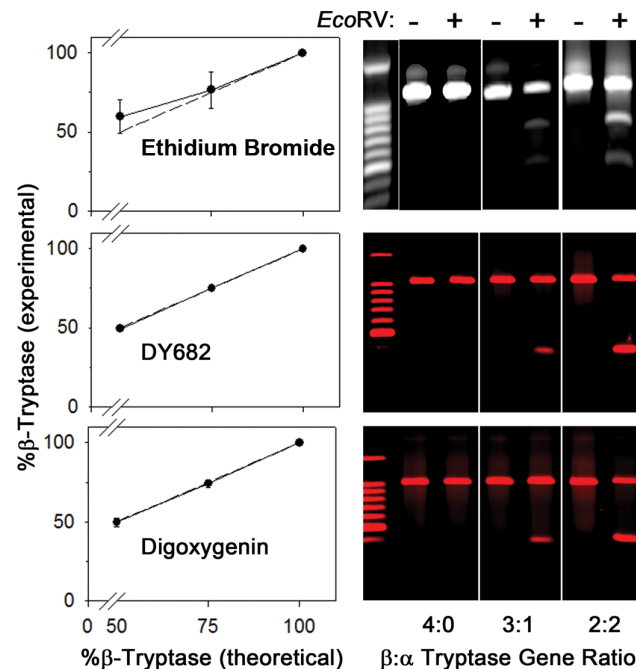 EcoRV: - + - + - +
100
50
0
Ethidium Bromide
100
50
0
DY682
100
50
0
Digoxygenin
0 50 75 100
%β-Tryptase (experimental)
%β-Tryptase (theoretical)
4:0 3:1 2:2
β:α Tryptase Gene Ratio